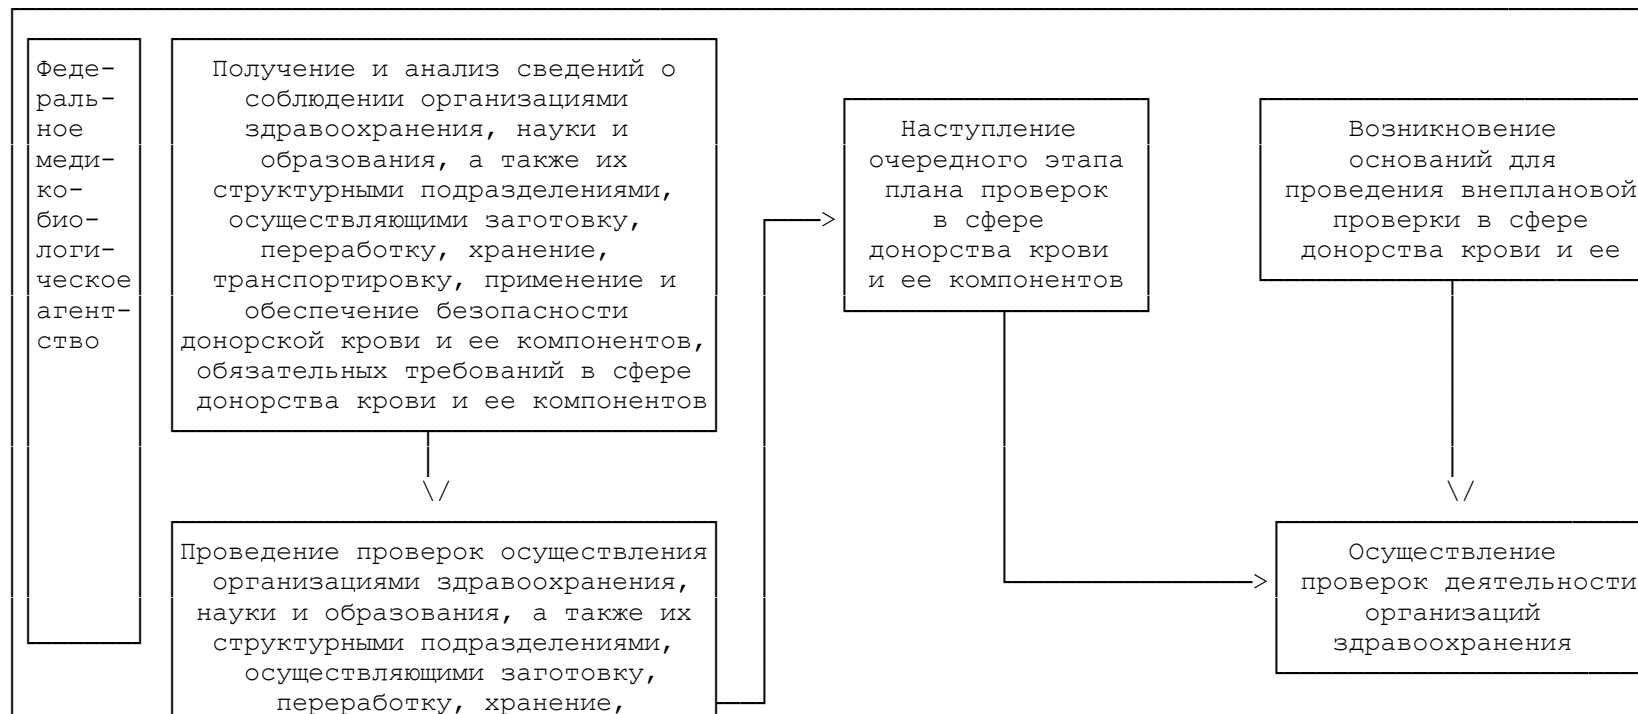 Феде-
раль-
ное
меди-
ко-
био-
логи-
ческое
агент-
ство
Получение и анализ сведений о
соблюдении организациями
здравоохранения, науки и
образования, а также их
структурными подразделениями,
осуществляющими заготовку,
переработку, хранение,
транспортировку, применение и
обеспечение безопасности
донорской крови и ее компонентов,
обязательных требований в сфере
донорства крови и ее компонентов
Проведение проверок осуществления
организациями здравоохранения,
науки и образования, а также их
структурными подразделениями,
осуществляющими заготовку,
переработку, хранение,
Наступление
очередного этапа
плана проверок
в сфере
донорства крови
и ее компонентов
Возникновение
оснований для
проведения внеплановой
проверки в сфере
донорства крови и ее
Осуществление
проверок деятельности
организаций
здравоохранения